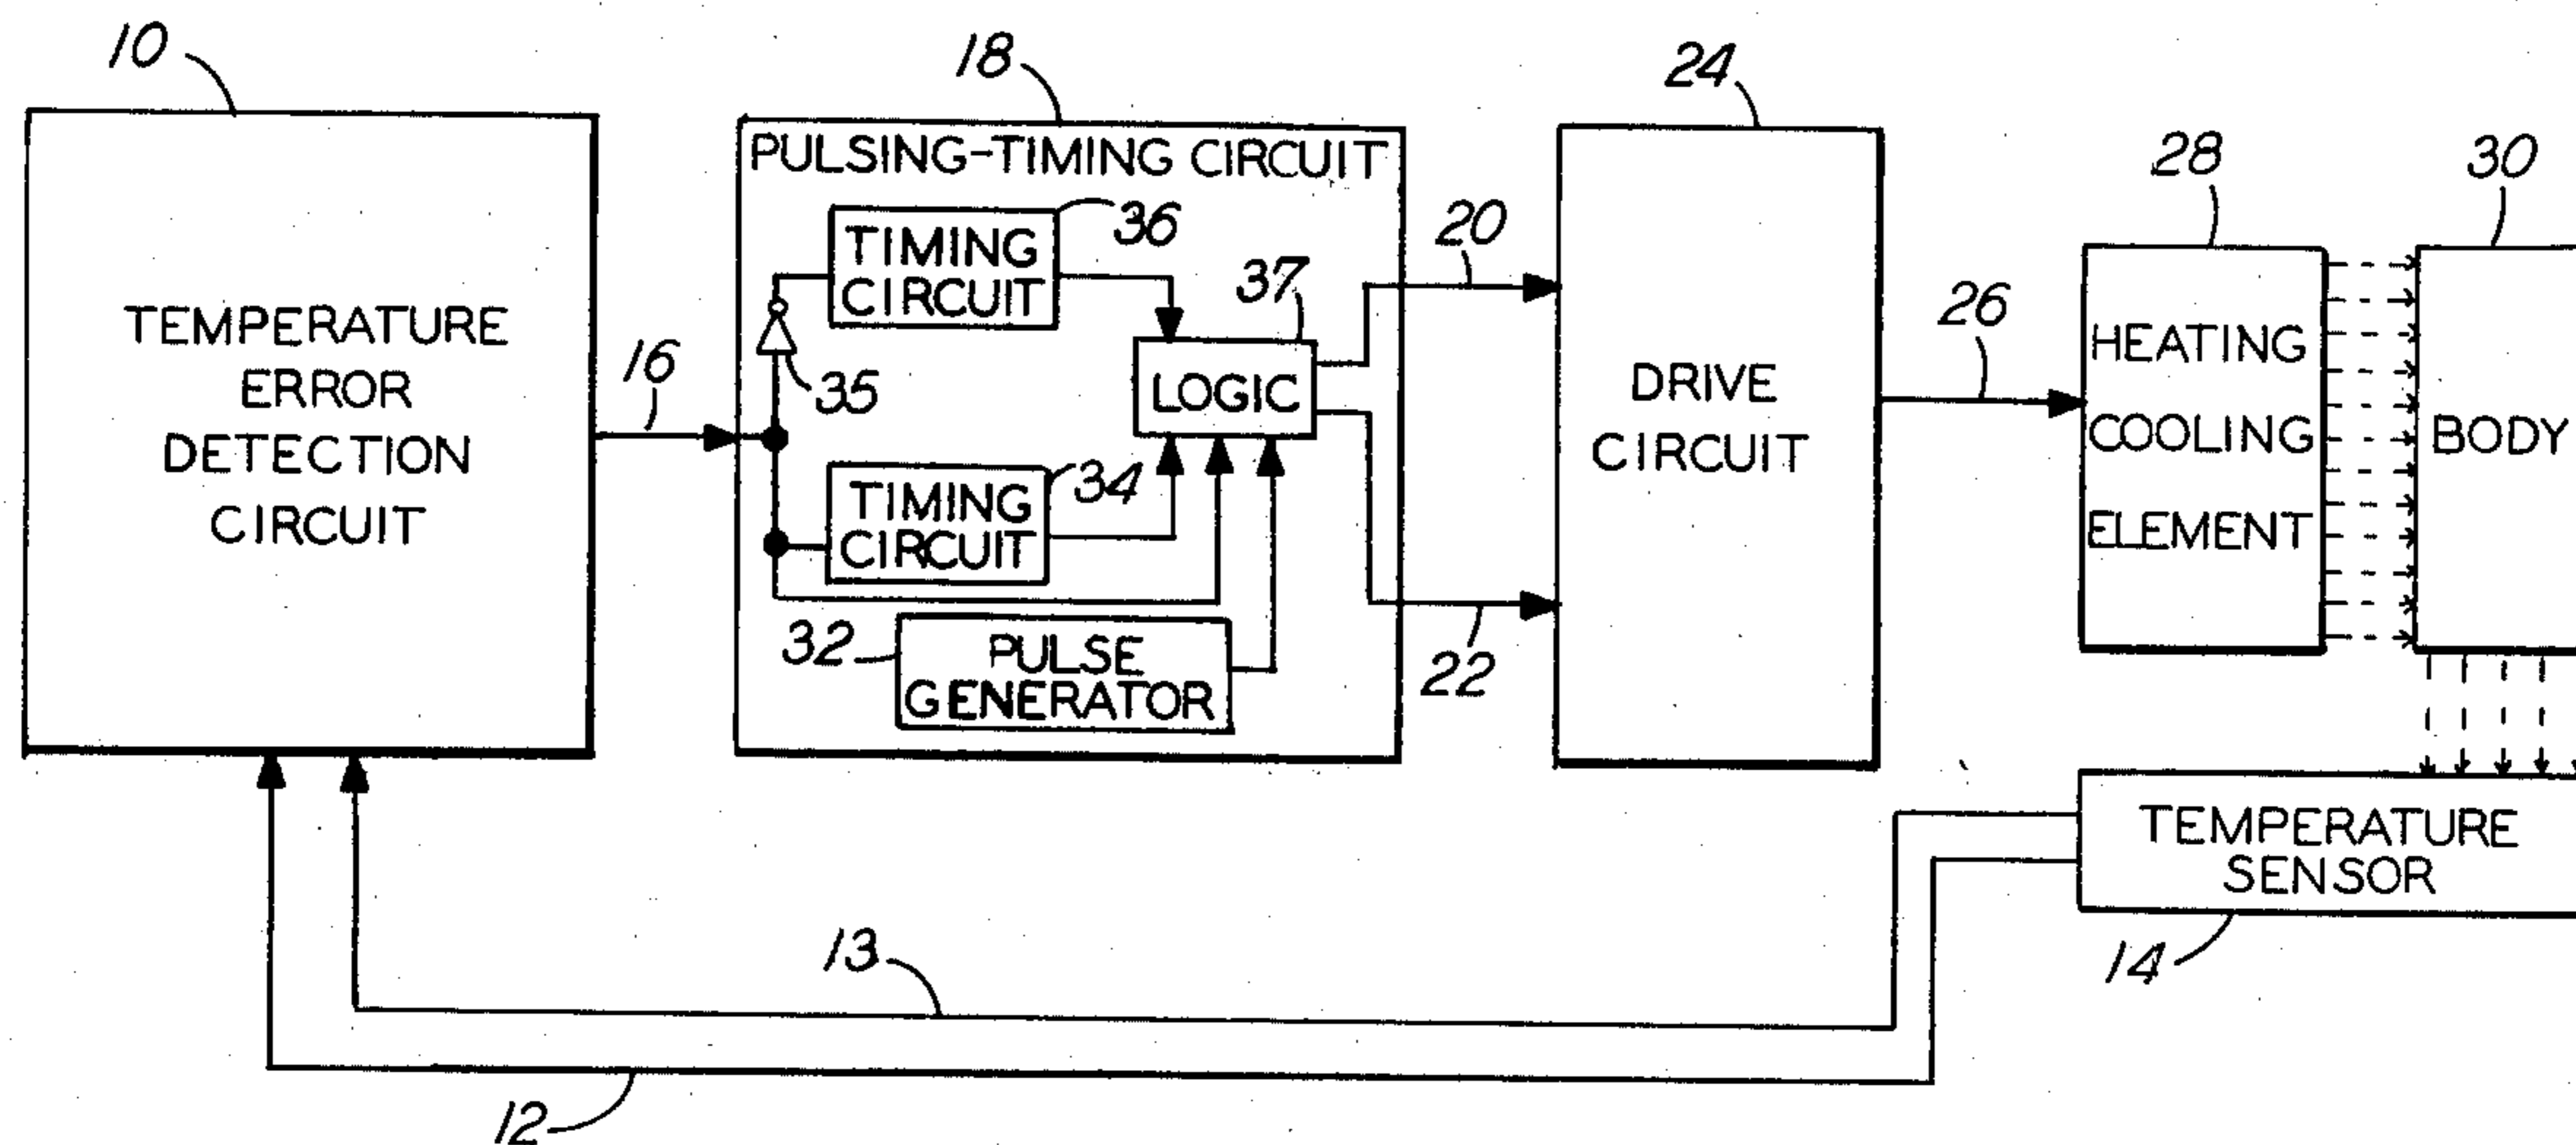 10
18
24
28
30
TEMPERATURE
ERROR
DETECTION
CIRCUIT
16
PULSING-TIMING CIRCUIT
36
TIMING
CIRCUIT
35
37
LOGIC
34
TIMING
CIRCUIT
32
PULSE
GENERATOR
20
22
DRIVE
CIRCUIT
26
HEATING
COOLING
ELEMENT
BODY
TEMPERATURE
SENSOR
14
13
12